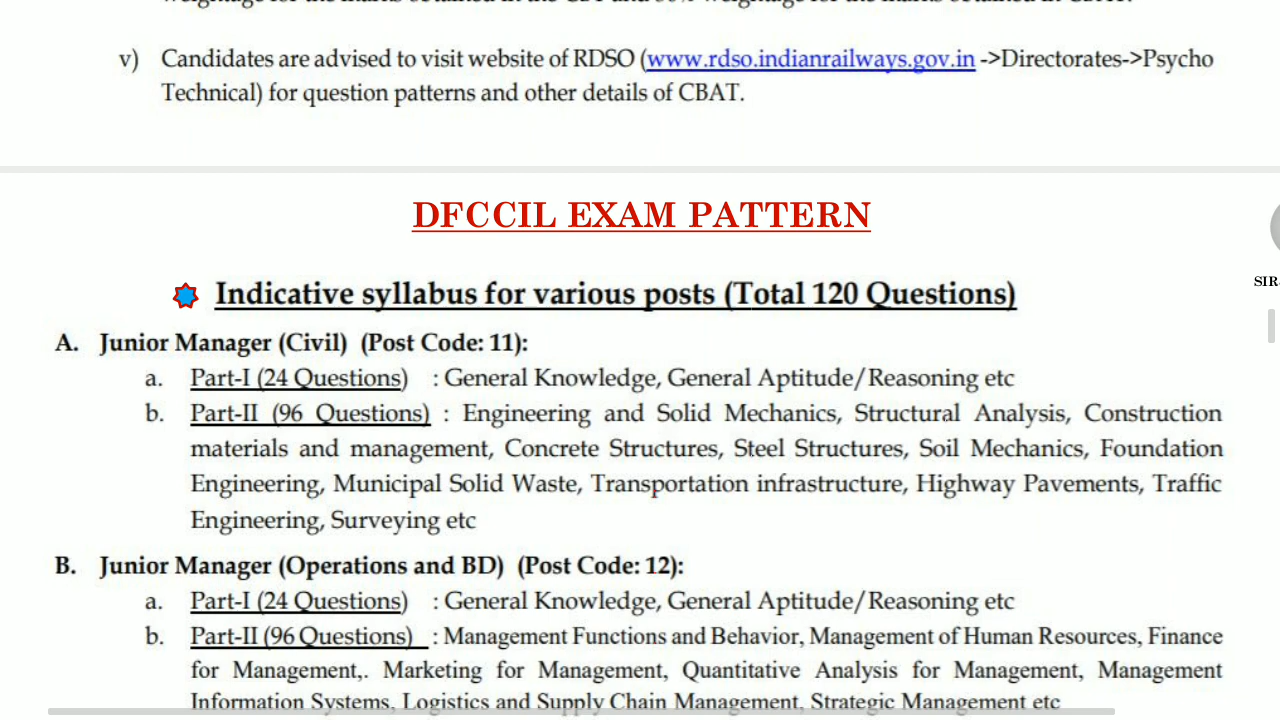 v) Candidates are advised to visit website of RDSO (www.rdso.indianrailways.gov.in ->Directorates->Psycho
Technical) for question patterns and other details of CBAT.
DFCCIL EXAM PATTERN
Indicative syllabus for various posts (Total 120 Questions)
SIR
A. Junior Manager (Civil) (Post Code: 11):
a. Part-I (24 Questions) : General Knowledge, General Aptitude/Reasoning etc
b. Part-II (96 Questions) : Engineering and Solid Mechanics, Structural Analysis, Construction
materials and management, Concrete Structures, Steel Structures, Soil Mechanics, Foundation
Engineering, Municipal Solid Waste, Transportation infrastructure, Highway Pavements, Traffic
Engineering, Surveying etc
B. Junior Manager (Operations and BD) (Post Code: 12):
a. Part-I (24 Questions) : General Knowledge, General Aptitude/Reasoning etc
b. Part-II (96 Questions) : Management Functions and Behavior, Management of Human Resources, Finance
for Management,. Marketing for Management, Quantitative Analysis for Management, Management
Information Systems, Logistics and Supply Chain Management, Strategic Management etc